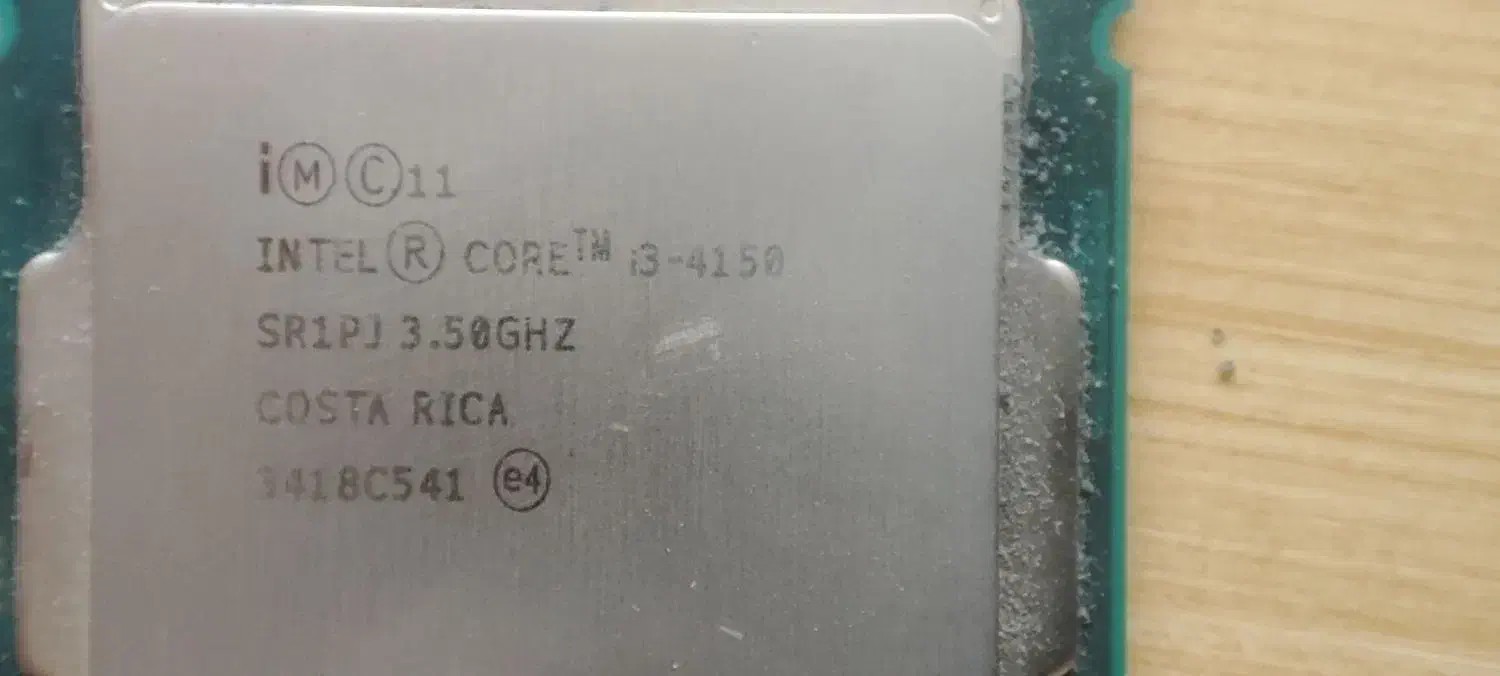 iⓂ ©11
INTEL® CORE™ i3-4150
SR1PJ 3.50GHZ
COSTA RICA
3418C541 e4